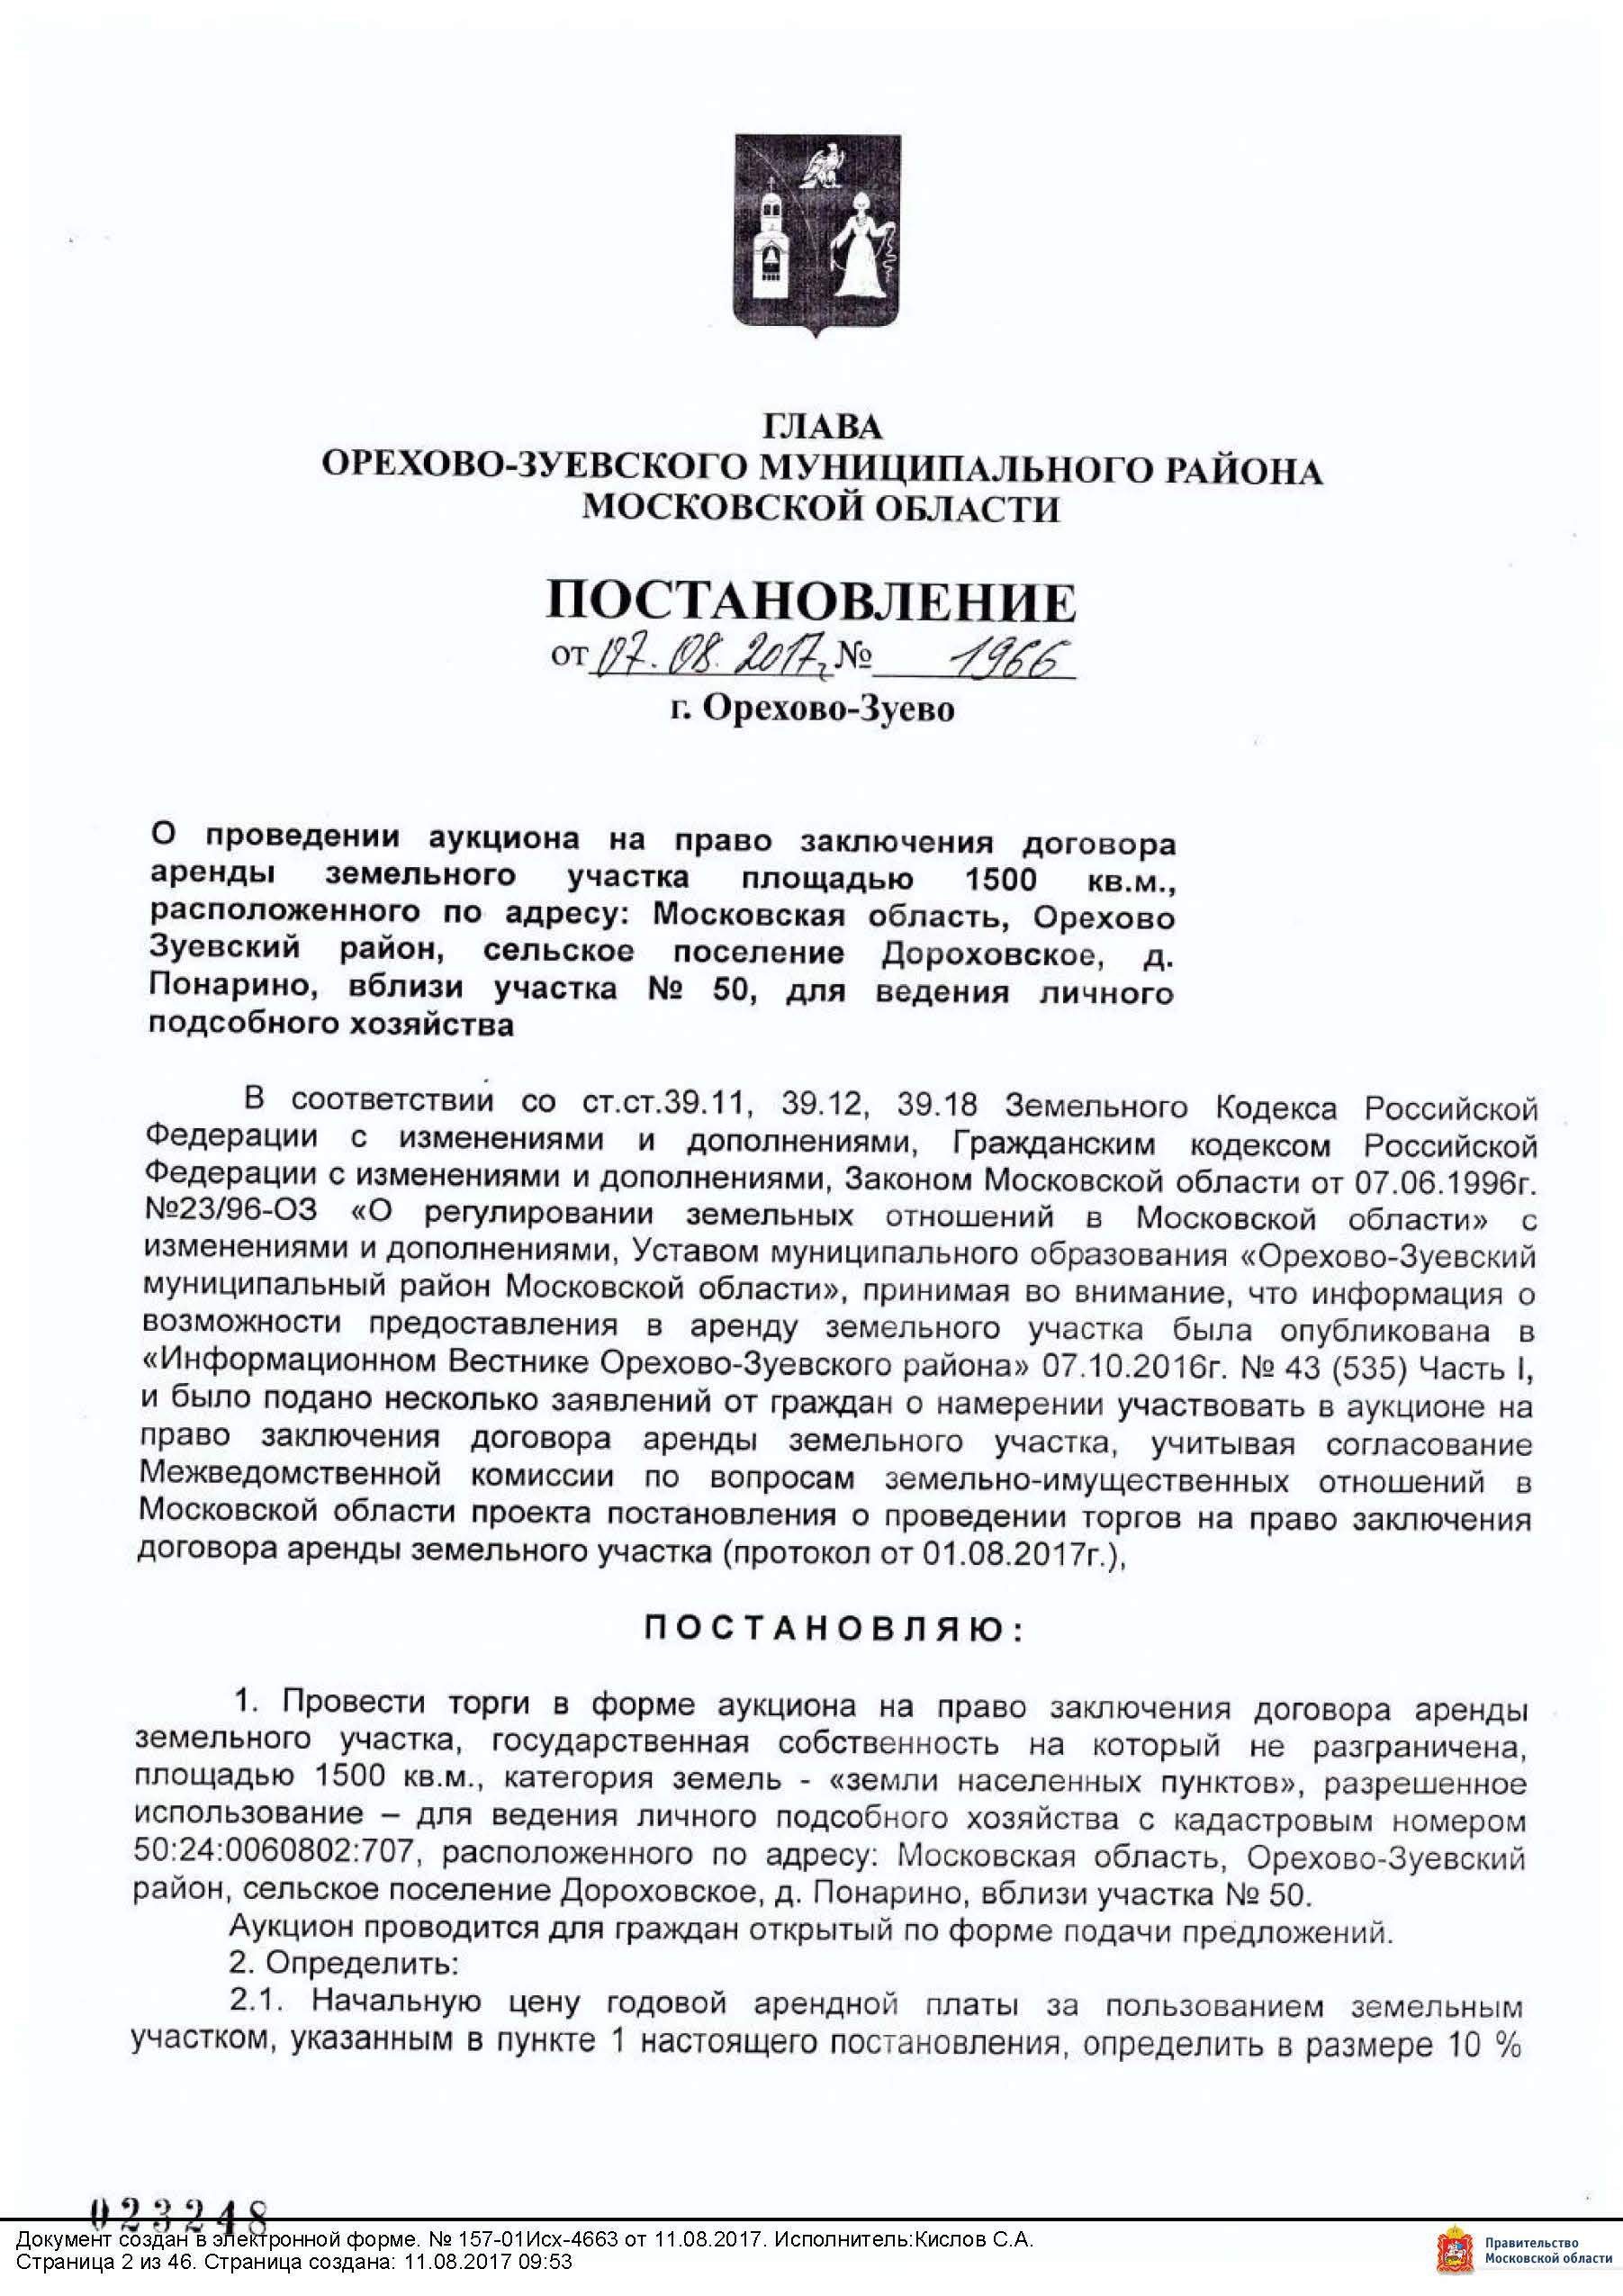 ГЛАВА
ОРЕХОВО-ЗУЕВСКОГО МУНИЦИПАЛЬНОГО РАЙОНА
МОСКОВСКОЙ ОБЛАСТИ
ПОСТАНОВЛЕНИЕ
от 07.08.2017г № 1966
г. Орехово-Зуево
О проведении аукциона на право заключения договора
аренды земельного участка площадью 1500 кв.м.,
расположенного по адресу: Московская область, Орехово
Зуевский район, сельское поселение Дороховское, д.
Понарино, вблизи участка № 50, для ведения личного
подсобного хозяйства
В соответствии со ст.ст.39.11, 39.12, 39.18 Земельного Кодекса Российской
Федерации с изменениями и дополнениями, Гражданским кодексом Российской
Федерации с изменениями и дополнениями, Законом Московской области от 07.06.1996г.
№23/96-ОЗ «О регулировании земельных отношений в Московской области» с
изменениями и дополнениями, Уставом муниципального образования «Орехово-Зуевский
муниципальный район Московской области», принимая во внимание, что информация о
возможности предоставления в аренду земельного участка была опубликована в
«Информационном Вестнике Орехово-Зуевского района» 07.10.2016г. № 43 (535) Часть I,
и было подано несколько заявлений от граждан о намерении участвовать в аукционе на
право заключения договора аренды земельного участка, учитывая согласование
Межведомственной комиссии по вопросам земельно-имущественных отношений в
Московской области проекта постановления о проведении торгов на право заключения
договора аренды земельного участка (протокол от 01.08.2017г.),
ПОСТАНОВЛЯЮ:
1. Провести торги в форме аукциона на право заключения договора аренды
земельного участка, государственная собственность на который не разграничена,
площадью 1500 кв.м., категория земель - «земли населенных пунктов», разрешенное
использование – для ведения личного подсобного хозяйства с кадастровым номером
50:24:0060802:707, расположенного по адресу: Московская область, Орехово-Зуевский
район, сельское поселение Дороховское, д. Понарино, вблизи участка № 50.
Аукцион проводится для граждан открытый по форме подачи предложений.
2. Определить:
2.1. Начальную цену годовой арендной платы за пользованием земельным
участком, указанным в пункте 1 настоящего постановления, определить в размере 10 %
023248
Документ создан в электронной форме. № 157-01Исх-4663 от 11.08.2017. Исполнитель:Кислов С.А.
Страница 2 из 46. Страница создана: 11.08.2017 09:53
Правительство
Московской области